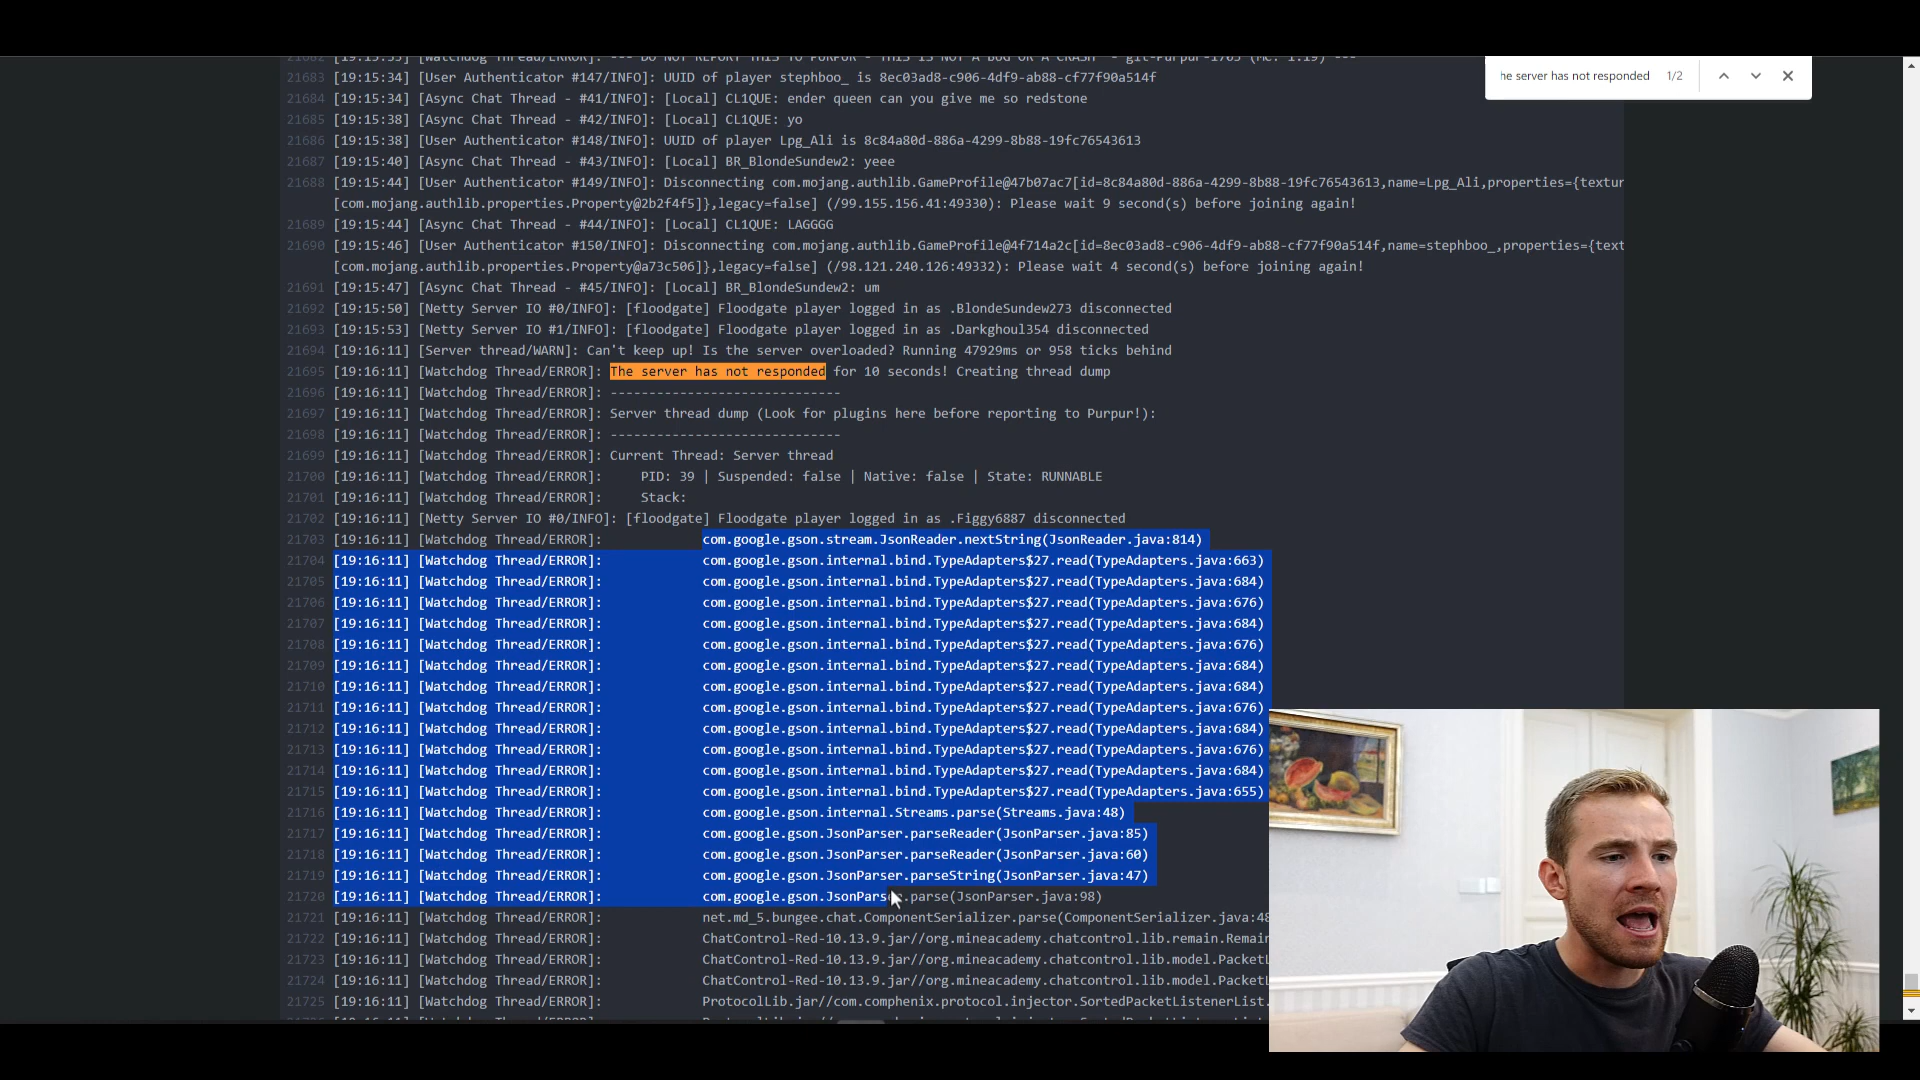 he server has not responded 1/2
21682 [19:15:33] [Watchdog Thread/ERROR]: --- DO NOT REPORT THIS TO PURPUR - THIS IS NOT A BUG OR A CRASH - git-Purpur-1705 (MC: 1.19) ---
21683 [19:15:34] [User Authenticator #147/INFO]: UUID of player stephboo_ is 8ec03ad8-c906-4df9-ab88-cf77f90a514f
21684 [19:15:34] [Async Chat Thread - #41/INFO]: [Local] CL1QUE: ender queen can you give me so redstone
21685 [19:15:38] [Async Chat Thread - #42/INFO]: [Local] CL1QUE: yo
21686 [19:15:38] [User Authenticator #148/INFO]: UUID of player Lpg_Ali is 8c84a80d-886a-4299-8b88-19fc76543613
21687 [19:15:40] [Async Chat Thread - #43/INFO]: [Local] BR_BlondeSundew2: yeee
21688 [19:15:44] [User Authenticator #149/INFO]: Disconnecting com.mojang.authlib.GameProfile@47b07ac7[id=8c84a80d-886a-4299-8b88-19fc76543613,name=Lpg_Ali,properties={textur
[com.mojang.authlib.properties.Property@2b2f4f5]},legacy=false] (/99.155.156.41:49330): Please wait 9 second(s) before joining again!
21689 [19:15:44] [Async Chat Thread - #44/INFO]: [Local] CL1QUE: LAGGGG
21690 [19:15:46] [User Authenticator #150/INFO]: Disconnecting com.mojang.authlib.GameProfile@4f714a2c[id=8ec03ad8-c906-4df9-ab88-cf77f90a514f,name=stephboo_,properties={text
[com.mojang.authlib.properties.Property@a73c506]},legacy=false] (/98.121.240.126:49332): Please wait 4 second(s) before joining again!
21691 [19:15:47] [Async Chat Thread - #45/INFO]: [Local] BR_BlondeSundew2: um
21692 [19:15:50] [Netty Server IO #0/INFO]: [floodgate] Floodgate player logged in as .BlondeSundew273 disconnected
21693 [19:15:53] [Netty Server IO #1/INFO]: [floodgate] Floodgate player logged in as .Darkghoul354 disconnected
21694 [19:16:11] [Server thread/WARN]: Can't keep up! Is the server overloaded? Running 47929ms or 958 ticks behind
21695 [19:16:11] [Watchdog Thread/ERROR]: The server has not responded for 10 seconds! Creating thread dump
21696 [19:16:11] [Watchdog Thread/ERROR]: ------------------------------
21697 [19:16:11] [Watchdog Thread/ERROR]: Server thread dump (Look for plugins here before reporting to Purpur!):
21698 [19:16:11] [Watchdog Thread/ERROR]: ------------------------------
21699 [19:16:11] [Watchdog Thread/ERROR]: Current Thread: Server thread
21700 [19:16:11] [Watchdog Thread/ERROR]: PID: 39 | Suspended: false | Native: false | State: RUNNABLE
21701 [19:16:11] [Watchdog Thread/ERROR]: Stack:
21702 [19:16:11] [Netty Server IO #0/INFO]: [floodgate] Floodgate player logged in as .Figgy6887 disconnected
21703 [19:16:11] [Watchdog Thread/ERROR]: com.google.gson.stream.JsonReader.nextString(JsonReader.java:814)
21704 [19:16:11] [Watchdog Thread/ERROR]: com.google.gson.internal.bind.TypeAdapters$27.read(TypeAdapters.java:663)
21705 [19:16:11] [Watchdog Thread/ERROR]: com.google.gson.internal.bind.TypeAdapters$27.read(TypeAdapters.java:684)
21706 [19:16:11] [Watchdog Thread/ERROR]: com.google.gson.internal.bind.TypeAdapters$27.read(TypeAdapters.java:676)
21707 [19:16:11] [Watchdog Thread/ERROR]: com.google.gson.internal.bind.TypeAdapters$27.read(TypeAdapters.java:684)
21708 [19:16:11] [Watchdog Thread/ERROR]: com.google.gson.internal.bind.TypeAdapters$27.read(TypeAdapters.java:676)
21709 [19:16:11] [Watchdog Thread/ERROR]: com.google.gson.internal.bind.TypeAdapters$27.read(TypeAdapters.java:684)
21710 [19:16:11] [Watchdog Thread/ERROR]: com.google.gson.internal.bind.TypeAdapters$27.read(TypeAdapters.java:684)
21711 [19:16:11] [Watchdog Thread/ERROR]: com.google.gson.internal.bind.TypeAdapters$27.read(TypeAdapters.java:676)
21712 [19:16:11] [Watchdog Thread/ERROR]: com.google.gson.internal.bind.TypeAdapters$27.read(TypeAdapters.java:684)
21713 [19:16:11] [Watchdog Thread/ERROR]: com.google.gson.internal.bind.TypeAdapters$27.read(TypeAdapters.java:676)
21714 [19:16:11] [Watchdog Thread/ERROR]: com.google.gson.internal.bind.TypeAdapters$27.read(TypeAdapters.java:684)
21715 [19:16:11] [Watchdog Thread/ERROR]: com.google.gson.internal.bind.TypeAdapters$27.read(TypeAdapters.java:655)
21716 [19:16:11] [Watchdog Thread/ERROR]: com.google.gson.internal.Streams.parse(Streams.java:48)
21717 [19:16:11] [Watchdog Thread/ERROR]: com.google.gson.JsonParser.parseReader(JsonParser.java:85)
21718 [19:16:11] [Watchdog Thread/ERROR]: com.google.gson.JsonParser.parseReader(JsonParser.java:60)
21719 [19:16:11] [Watchdog Thread/ERROR]: com.google.gson.JsonParser.parseString(JsonParser.java:47)
21720 [19:16:11] [Watchdog Thread/ERROR]: com.google.gson.JsonParser.parse(JsonParser.java:98)
21721 [19:16:11] [Watchdog Thread/ERROR]: net.md_5.bungee.chat.ComponentSerializer.parse(ComponentSerializer.java:48
21722 [19:16:11] [Watchdog Thread/ERROR]: ChatControl-Red-10.13.9.jar//org.mineacademy.chatcontrol.lib.remain.Remain
21723 [19:16:11] [Watchdog Thread/ERROR]: ChatControl-Red-10.13.9.jar//org.mineacademy.chatcontrol.lib.model.PacketL
21724 [19:16:11] [Watchdog Thread/ERROR]: ChatControl-Red-10.13.9.jar//org.mineacademy.chatcontrol.lib.model.PacketL
21725 [19:16:11] [Watchdog Thread/ERROR]: ProtocolLib.jar//com.comphenix.protocol.injector.SortedPacketListenerList.